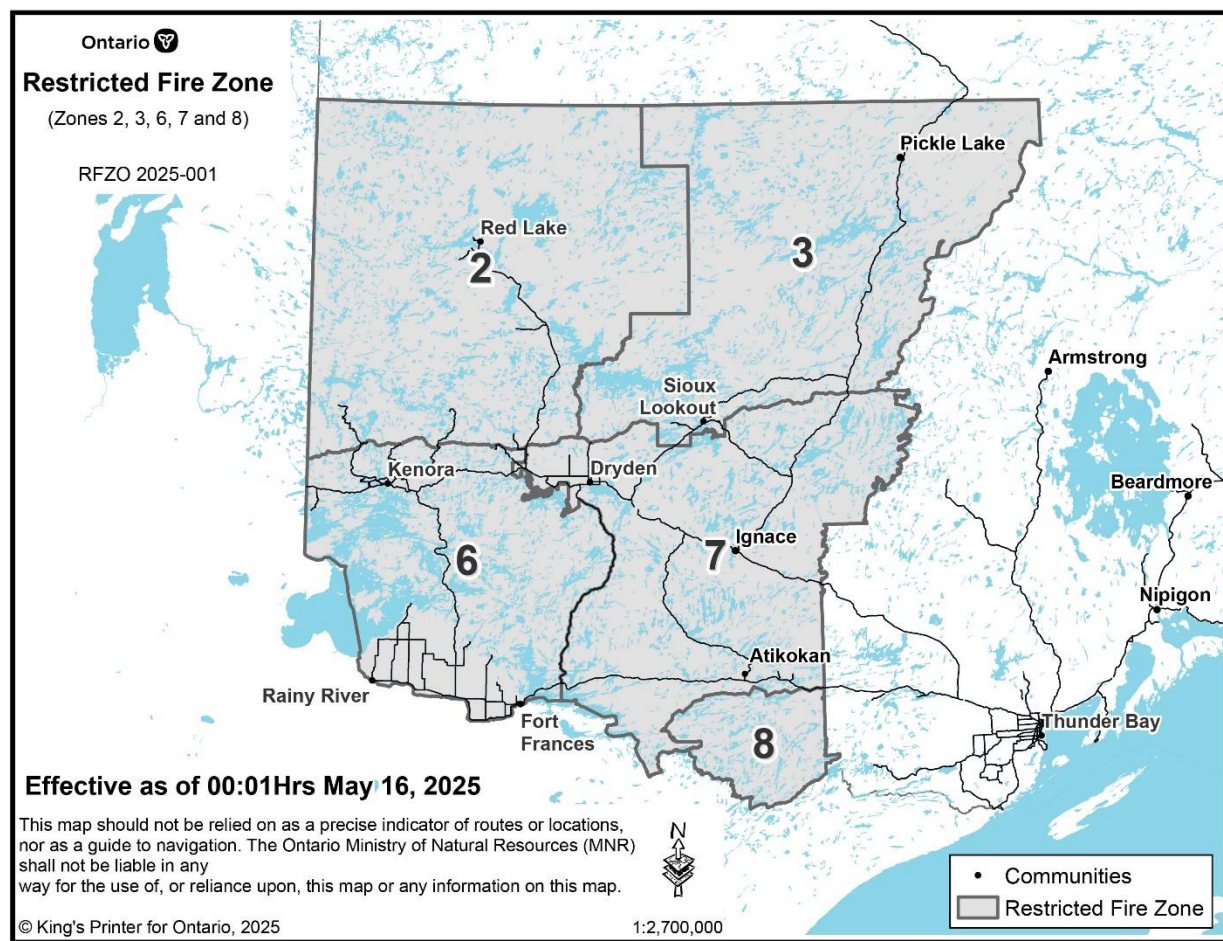 Ontario
Restricted Fire Zone
(Zones 2, 3, 6, 7 and 8)
RFZO 2025-001
Pickle Lake
Red Lake
2
3
Armstrong
Sioux
Lookout
Kenora
Dryden
Beardmore
6
7
Ignace
Nipigon
Atikokan
Rainy River
Fort
Frances
Thunder Bay
8
Effective as of 00:01Hrs May 16, 2025
This map should not be relied on as a precise indicator of routes or locations,
nor as a guide to navigation. The Ontario Ministry of Natural Resources (MNR)
shall not be liable in any
way for the use of, or reliance upon, this map or any information on this map.
N
Communities
Restricted Fire Zone
© King's Printer for Ontario, 2025
1:2,700,000